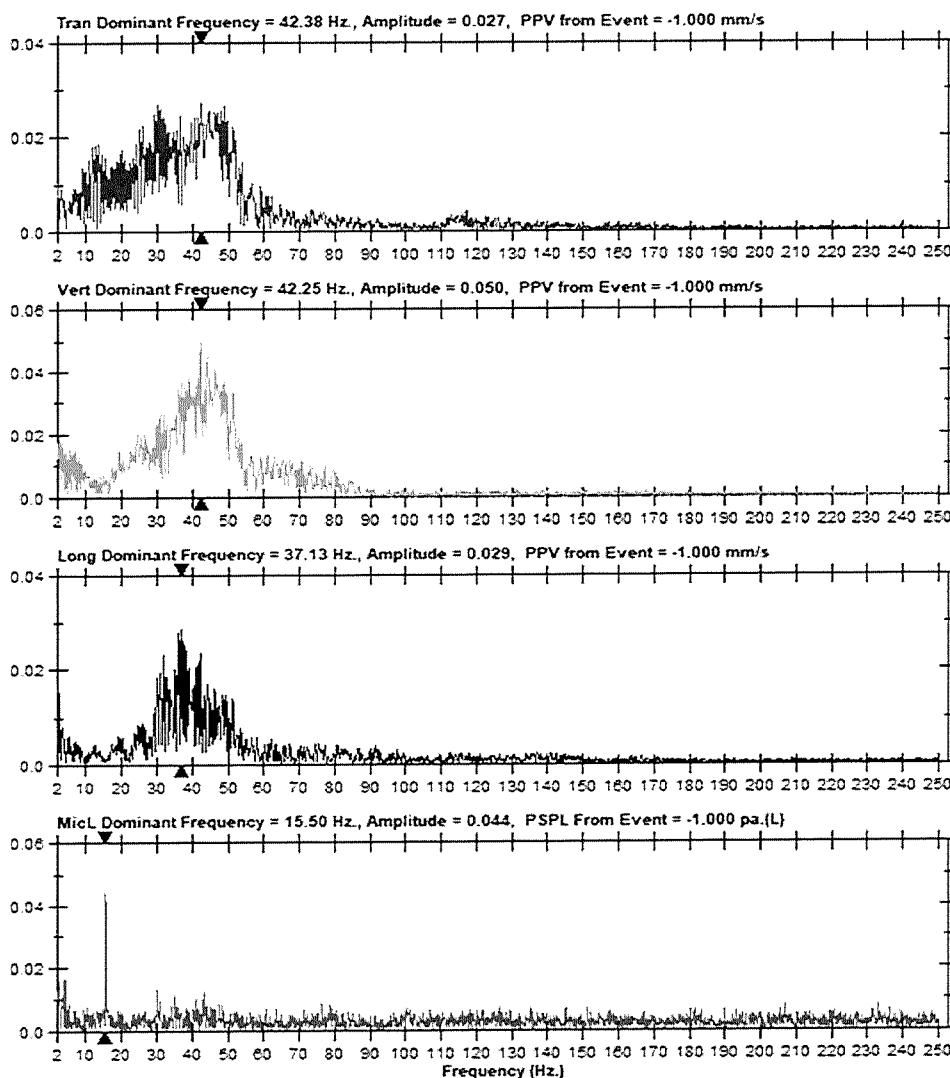 Tran Dominant Frequency = 42.38 Hz., Amplitude = 0.027, PPV from Event = -1.000 mm/s
0.04
0.02
0.0
2 10 20 30 40 50 60 70 80 90 100 110 120 130 140 150 160 170 180 190 200 210 220 230 240 250
Vert Dominant Frequency = 42.25 Hz., Amplitude = 0.050, PPV from Event = -1.000 mm/s
0.06
0.04
0.02
0.0
2 10 20 30 40 50 60 70 80 90 100 110 120 130 140 150 160 170 180 190 200 210 220 230 240 250
Long Dominant Frequency = 37.13 Hz., Amplitude = 0.029, PPV from Event = -1.000 mm/s
0.04
0.02
0.0
2 10 20 30 40 50 60 70 80 90 100 110 120 130 140 150 160 170 180 190 200 210 220 230 240 250
MicL Dominant Frequency = 15.50 Hz., Amplitude = 0.044, PSPL From Event = -1.000 pa.(L)
0.06
0.04
0.02
0.0
2 10 20 30 40 50 60 70 80 90 100 110 120 130 140 150 160 170 180 190 200 210 220 230 240 250
Frequency (Hz.)